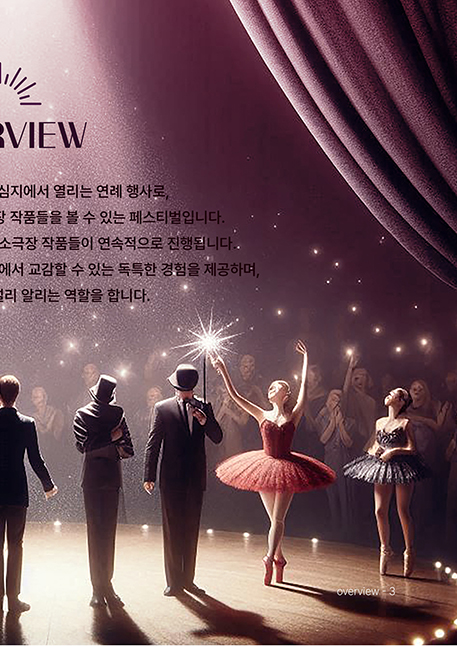 RVIEW
심지에서 열리는 연례 행사로,
장 작품들을 볼 수 있는 페스티벌입니다.
소극장 작품들이 연속적으로 진행됩니다.
에서 교감할 수 있는 독특한 경험을 제공하며,
널리 알리는 역할을 합니다.
overview - 3